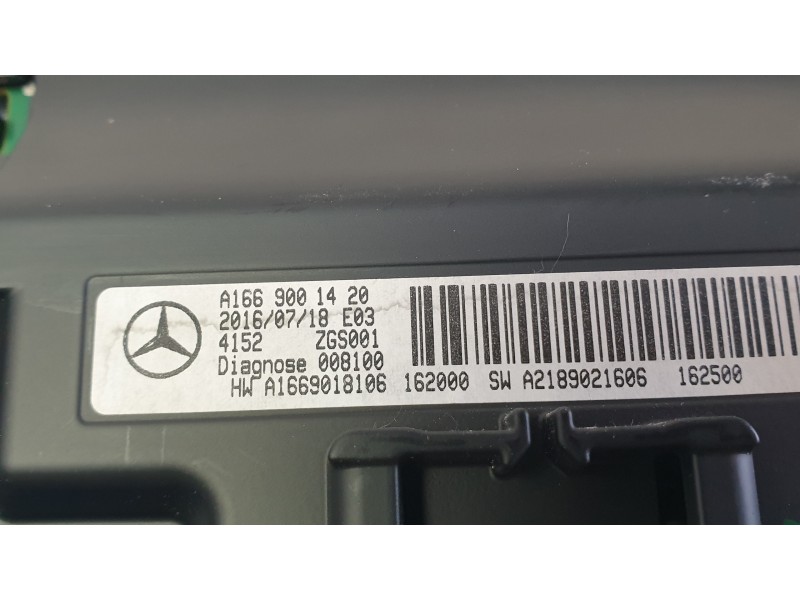 A166 900 14 20
2016/07/18 E03
4152 ZGS001
Diagnose 008100
HW A1669018106 162000 SW A2189021606 162500